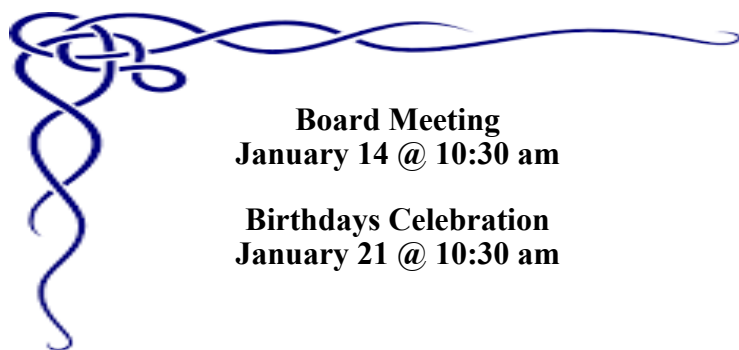 Board Meeting
January 14 @ 10:30 am
Birthdays Celebration
January 21 @ 10:30 am